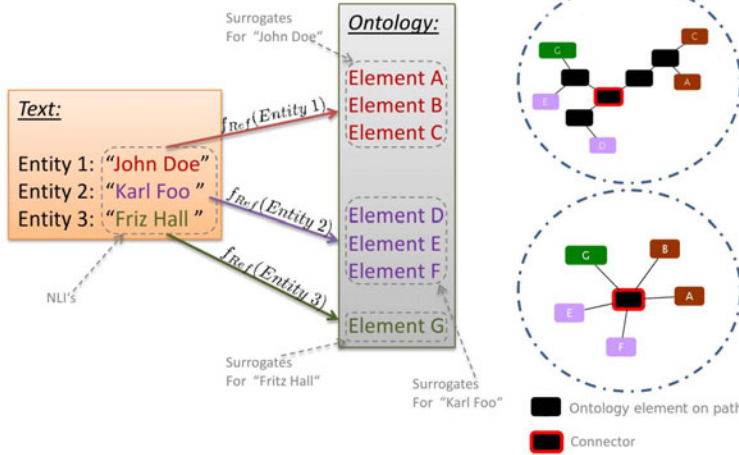 Surrogates
For "John Doe"
Ontology:
Element A
Element B
Element C
Text:
Entity 1: "John Doe"
Entity 2: "Karl Foo "
Entity 3: "Friz Hall "
f_Ref(Entity 1)
f_Ref(Entity 2)
f_Ref(Entity 3)
Element D
Element E
Element F
NLI's
Element G
Surrogates
For "Fritz Hall"
Surrogates
For "Karl Foo"
C
G
A
E
D
B
G
A
E
F
Ontology element on path
Connector